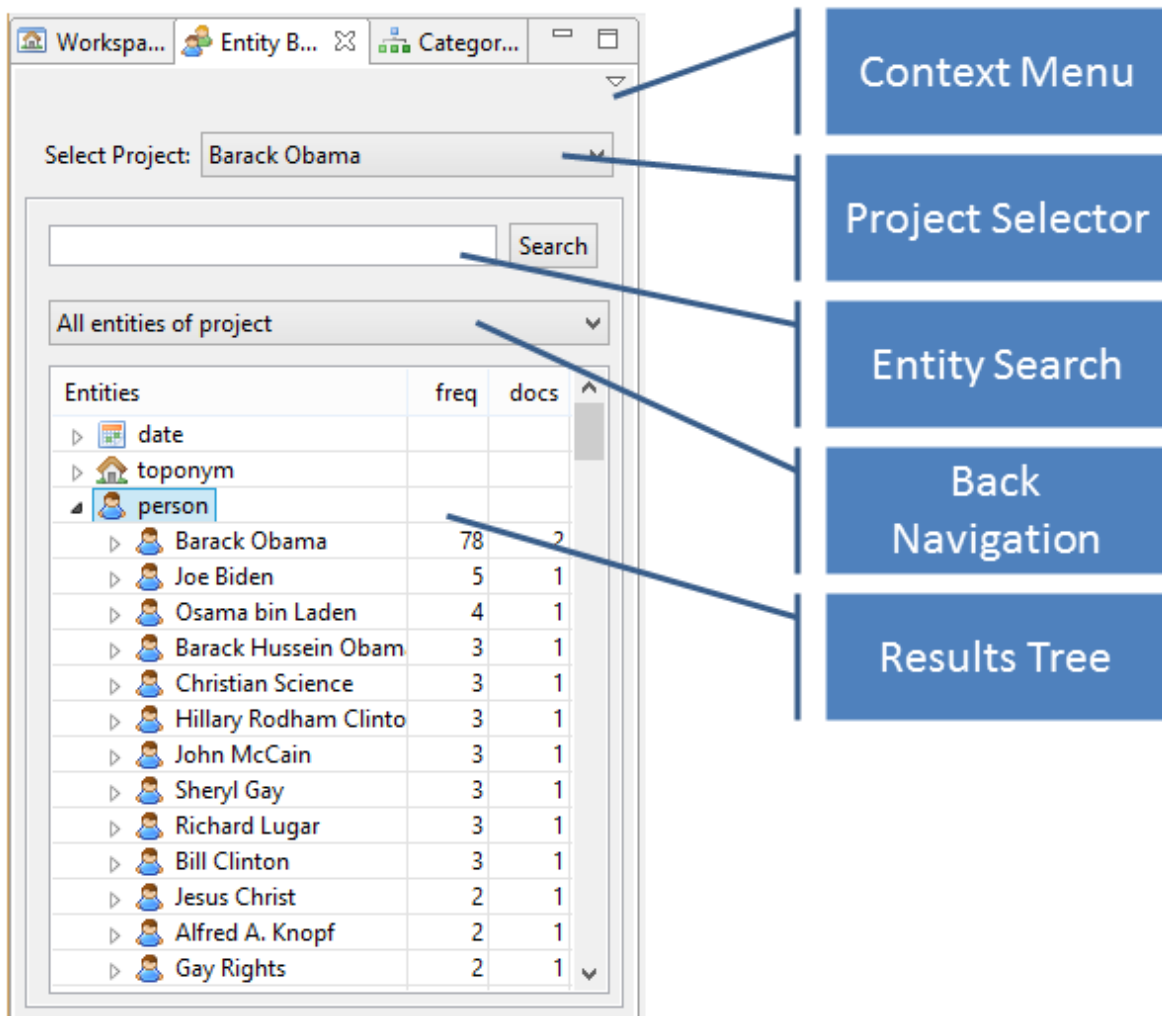 Workspa... Entity B... Categor...
Context Menu
Select Project: Barack Obama
Project Selector
Search
Entity Search
All entities of project
Back
Navigation
Results Tree
Entities freq docs
date
toponym
person
Barack Obama 78 2
Joe Biden 5 1
Osama bin Laden 4 1
Barack Hussein Obam 3 1
Christian Science 3 1
Hillary Rodham Clinto 3 1
John McCain 3 1
Sheryl Gay 3 1
Richard Lugar 3 1
Bill Clinton 3 1
Jesus Christ 2 1
Alfred A. Knopf 2 1
Gay Rights 2 1